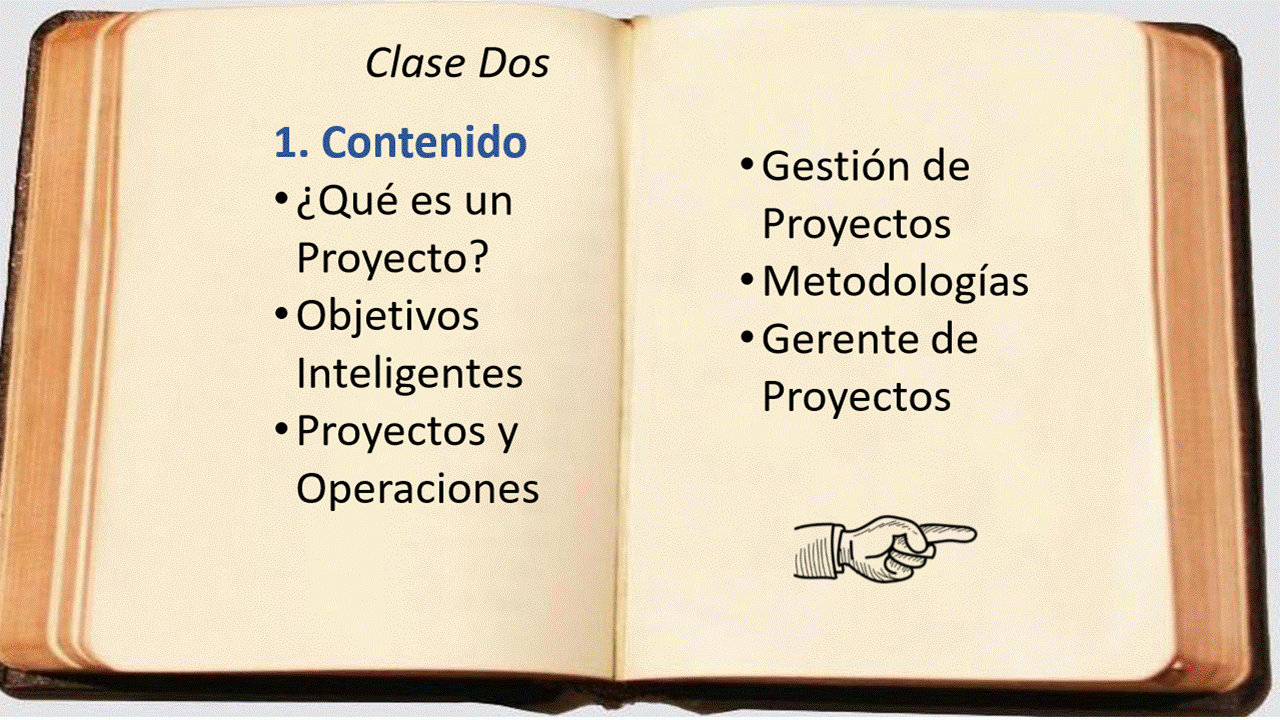 Clase Dos
1. Contenido
•¿Qué es un
Proyecto?
•Objetivos
Inteligentes
•Proyectos y
Operaciones
•Gestión de
Proyectos
•Metodologías
•Gerente de
Proyectos